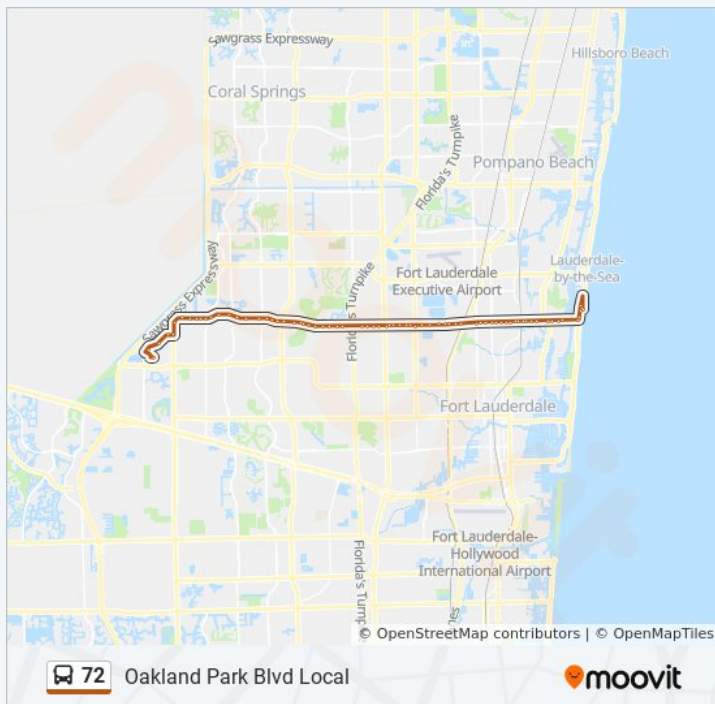 Sawgrass Expressway
Hillsboro Beach
Coral Springs
Florida's Turnpike
Pompano Beach
Sawgrass Expressway
Lauderdale-
by-the-Sea
Fort Lauderdale
Executive Airport
Florida's Turnpike
Fort Lauderdale
Fort Lauderdale-
Hollywood
International Airport
Florida's Turnp
nes
© OpenStreetMap contributors | © OpenMapTiles
72 Oakland Park Blvd Local
moovit